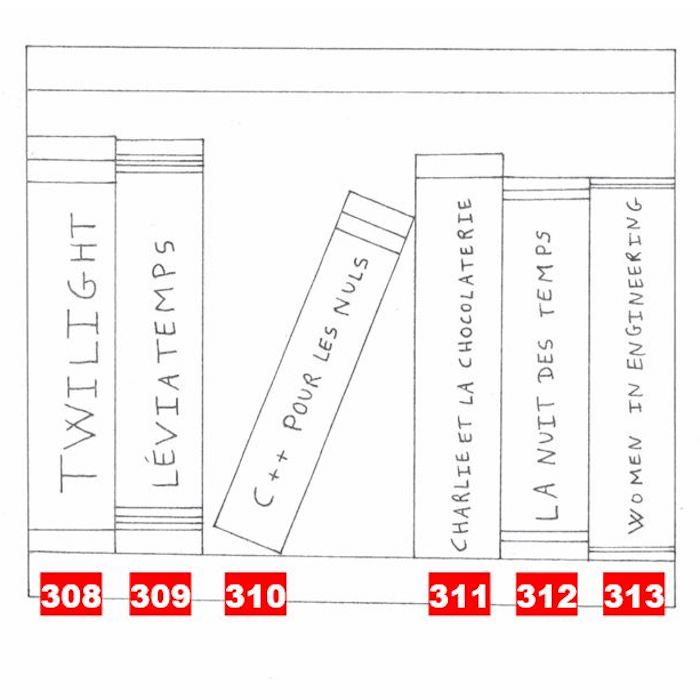 TWILIGHT
LÉVIATEMPS
C++ POUR LES NULS
CHARLIE ET LA CHOCOLATERIE
LA NUIT DES TEMPS
WOMEN IN ENGINEERING
308 309 310 311 312 313